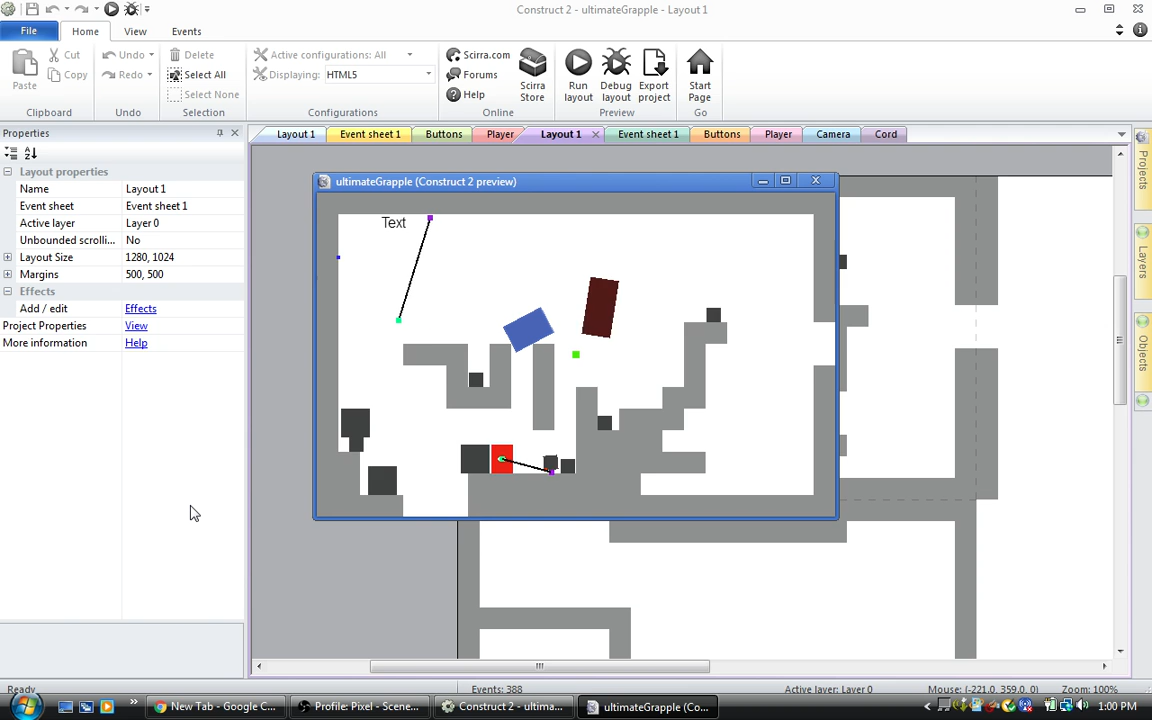 Construct 2 - ultimateGrapple - Layout 1
File
Home
View
Events
Paste
Cut
Copy
Clipboard
Undo
Redo
Undo
Delete
Select All
Select None
Selection
Active configurations: All
Displaying: HTML5
Configurations
Scirra.com
Forums
Help
Scirra Store
Online
Run layout
Debug layout
Export project
Preview
Start Page
Go
Properties
Layout 1
Event sheet 1
Buttons
Player
Layout 1
Event sheet 1
Buttons
Player
Camera
Cord
Layout properties
Name Layout 1
Event sheet Event sheet 1
Active layer Layer 0
Unbounded scrolli... No
Layout Size 1280, 1024
Margins 500, 500
Effects
Add / edit Effects
Project Properties View
More information Help
ultimateGrapple (Construct 2 preview)
Text
Projects
Layers
Objects
Ready
Events: 388
Active layer: Layer 0
Mouse: (-221.0, 359.0, 0)
Zoom: 100%
New Tab - Google C...
Profile: Pixel - Scene...
Construct 2 - ultima...
ultimateGrapple (Co...
1:00 PM